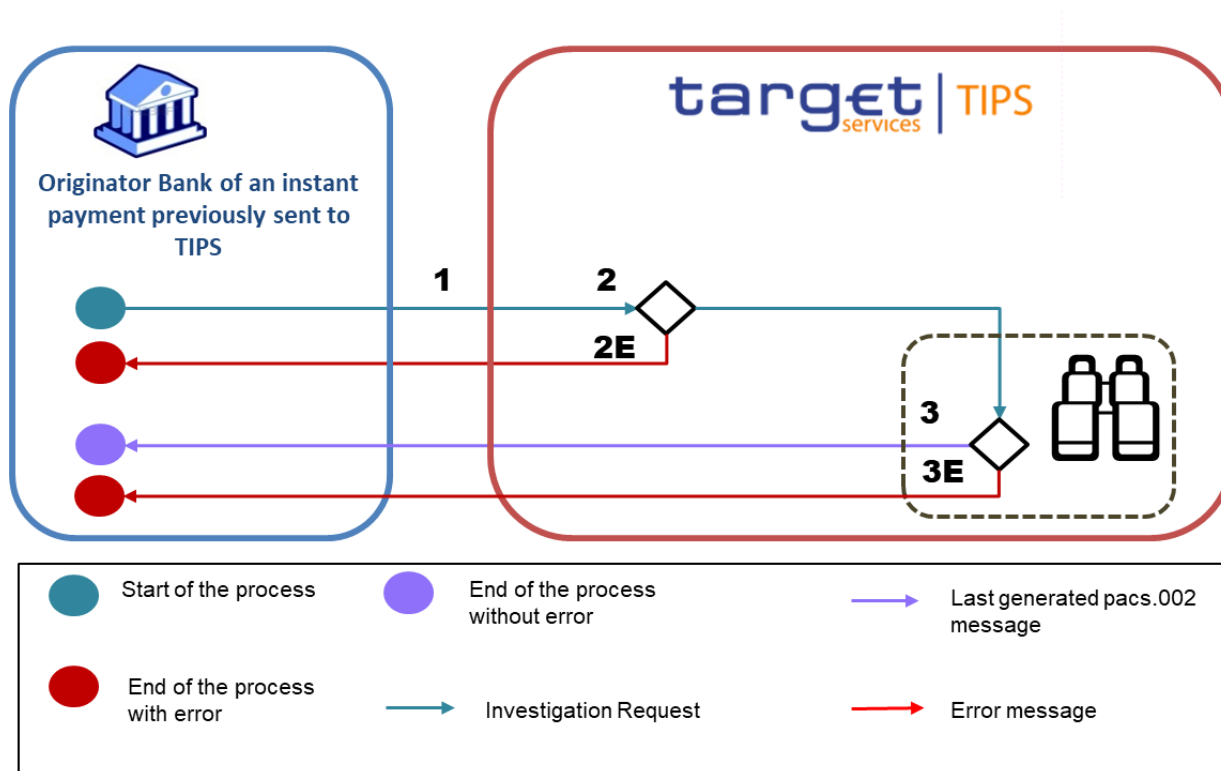 target
services
TIPS
Originator Bank of an instant
payment previously sent to
TIPS
1
2
2E
3
3E
Start of the process
End of the process
without error
Last generated pacs.002
message
End of the process
with error
Investigation Request
Error message